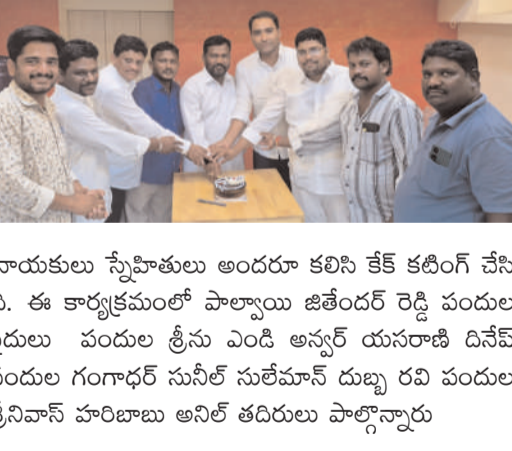 నాయకులు స్నేహితులు అందరూ కలిసి కేక్ కటింగ్ చేసి
ఈ కార్యక్రమంలో పాల్వాయి జితేందర్ రెడ్డి పందుల
పందుల శ్రీను ఎండి అన్వర్ యసరాణి దినేష్
పందుల గంగాధర్ సునీల్ సులేమాన్ దుబ్బ రవి పందుల
శ్రీనివాస్ హరిబాబు అనిల్ తదిరులు పాల్గొన్నారు